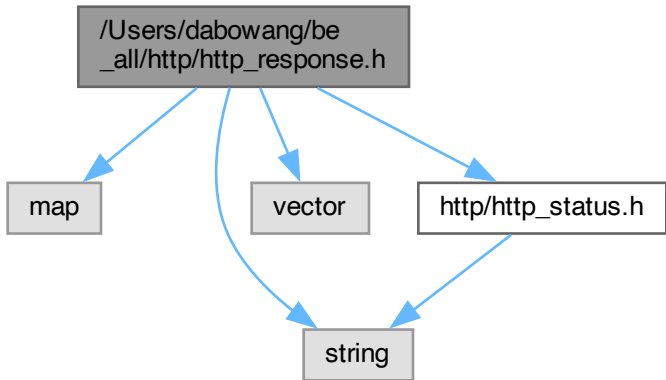 /Users/dabowang/be
_all/http/http_response.h
map
vector
http/http_status.h
string